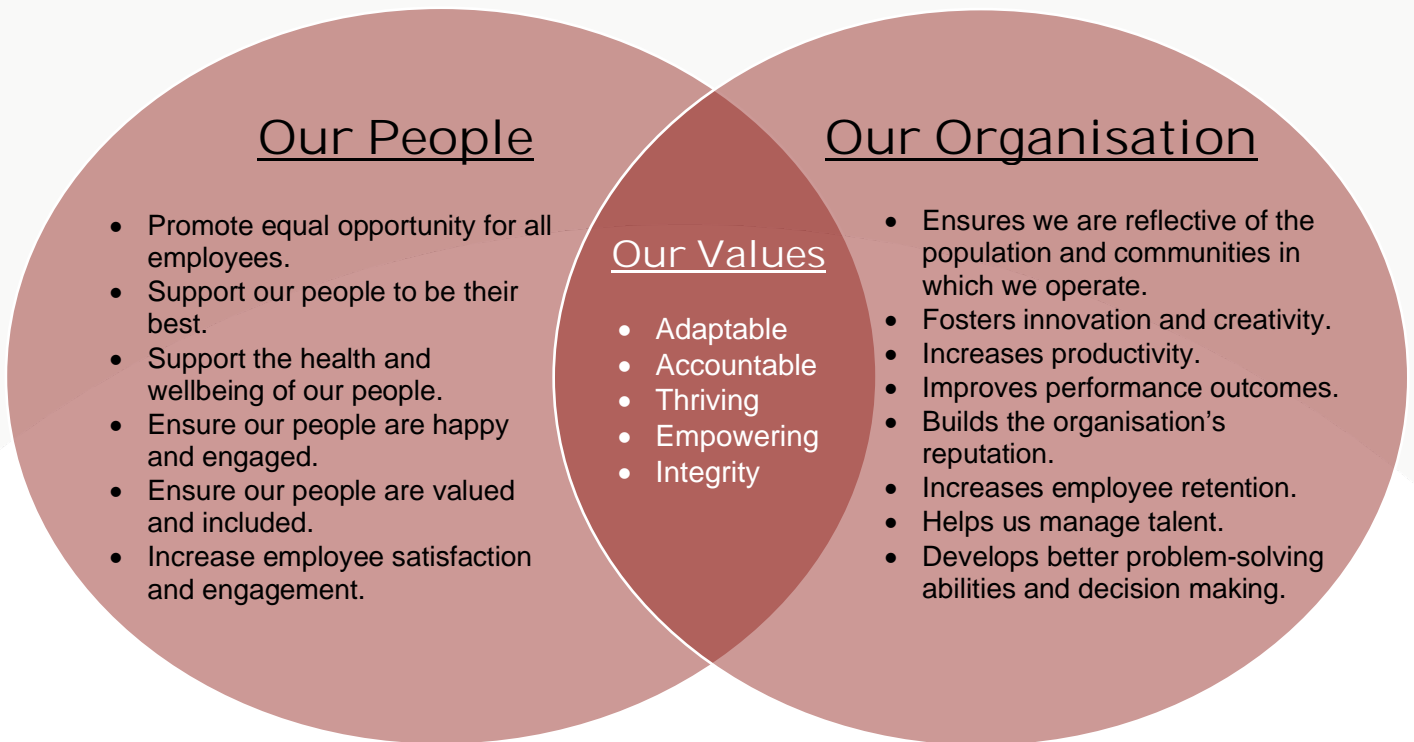 Our People
• Promote equal opportunity for all
employees.
• Support our people to be their
best.
• Support the health and
wellbeing of our people.
• Ensure our people are happy
and engaged.
• Ensure our people are valued
and included.
• Increase employee satisfaction
and engagement.
Our Values
• Adaptable
• Accountable
• Thriving
• Empowering
• Integrity
Our Organisation
• Ensures we are reflective of the
population and communities in
which we operate.
• Fosters innovation and creativity.
• Increases productivity.
• Improves performance outcomes.
• Builds the organisation’s
reputation.
• Increases employee retention.
• Helps us manage talent.
• Develops better problem-solving
abilities and decision making.